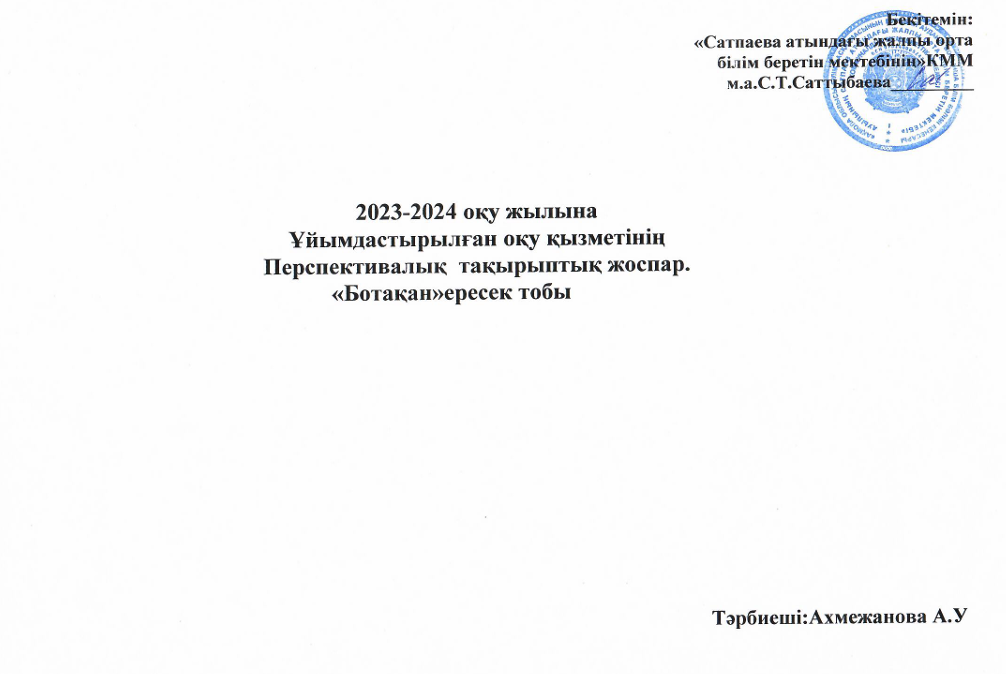 Бекітемін:
«Сатпаева атындағы жалпы орта
білім беретін мектебінің»КММ
м.а.С.Т.Саттыбаева__________
2023-2024 оқу жылына
Ұйымдастырылған оқу қызметінің
Перспективалық  тақырыптық жоспар.
«Ботақан»ересек тобы
Тәрбиеші:Ахмежанова А.У